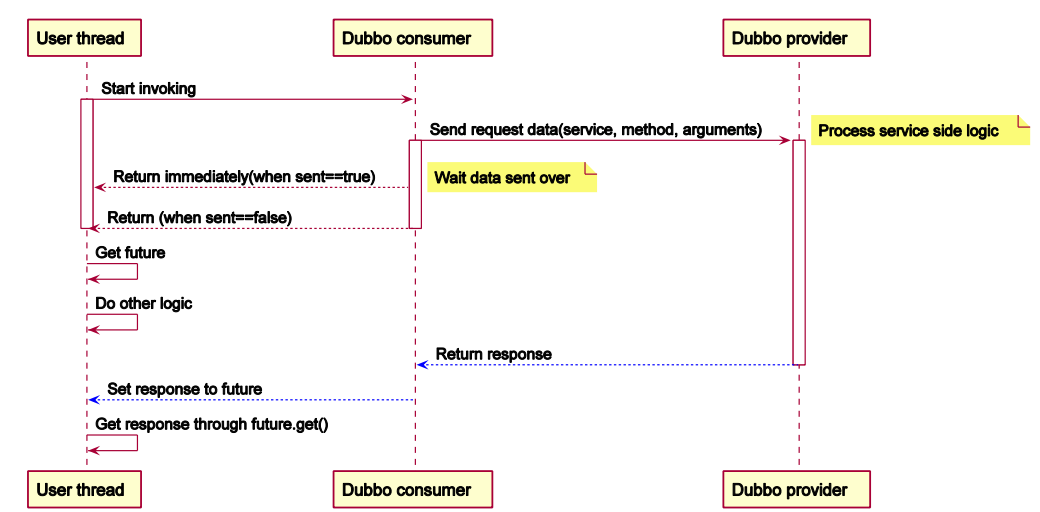 User thread
Dubbo consumer
Dubbo provider
Start invoking
Send request data(service, method, arguments)
Process service side logic
Return immediately(when sent==true)
Wait data sent over
Return (when sent==false)
Get future
Do other logic
Return response
Set response to future
Get response through future.get()
User thread
Dubbo consumer
Dubbo provider